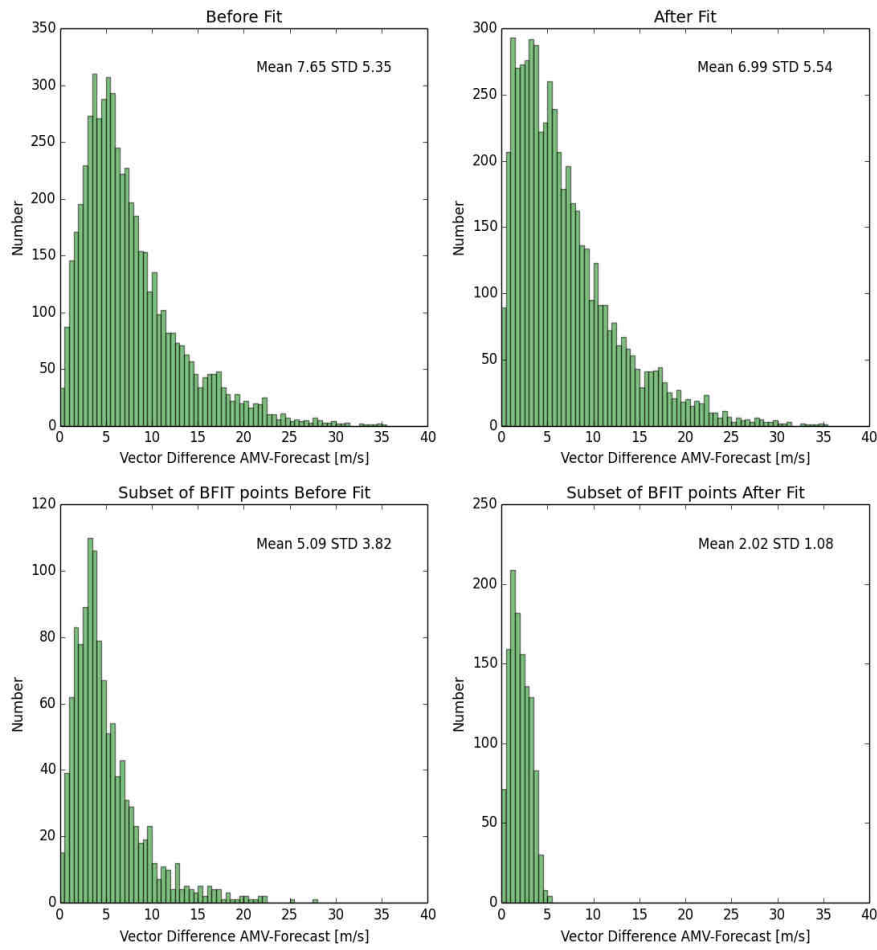 Before Fit
After Fit
350
300
250
200
150
100
50
0
Number
Mean 7.65 STD 5.35
0 5 10 15 20 25 30 35 40
Vector Difference AMV-Forecast [m/s]
300
250
200
150
100
50
0
Number
Mean 6.99 STD 5.54
0 5 10 15 20 25 30 35 40
Vector Difference AMV-Forecast [m/s]
Subset of BFIT points Before Fit
120
100
80
60
40
20
0
Number
Mean 5.09 STD 3.82
0 5 10 15 20 25 30 35 40
Vector Difference AMV-Forecast [m/s]
Subset of BFIT points After Fit
250
200
150
100
50
0
Number
Mean 2.02 STD 1.08
0 5 10 15 20 25 30 35 40
Vector Difference AMV-Forecast [m/s]